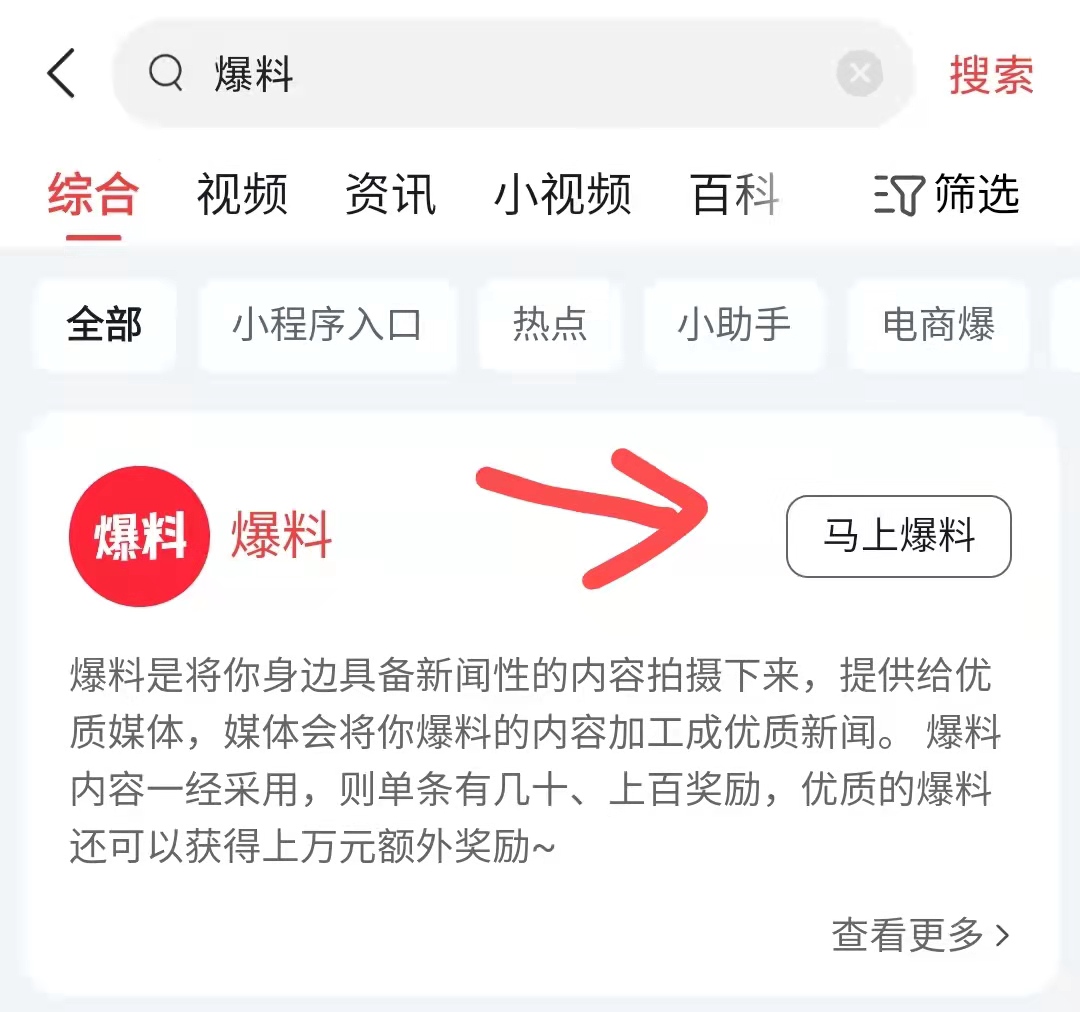 爆料
搜索
综合 视频 资讯 小视频 百科 筛选
全部 小程序入口 热点 小助手 电商爆
爆料 爆料 马上爆料
爆料是将你身边具备新闻性的内容拍摄下来，提供给优
质媒体，媒体会将你爆料的内容加工成优质新闻。 爆料
内容一经采用，则单条有几十、上百奖励，优质的爆料
还可以获得上万元额外奖励~
查看更多